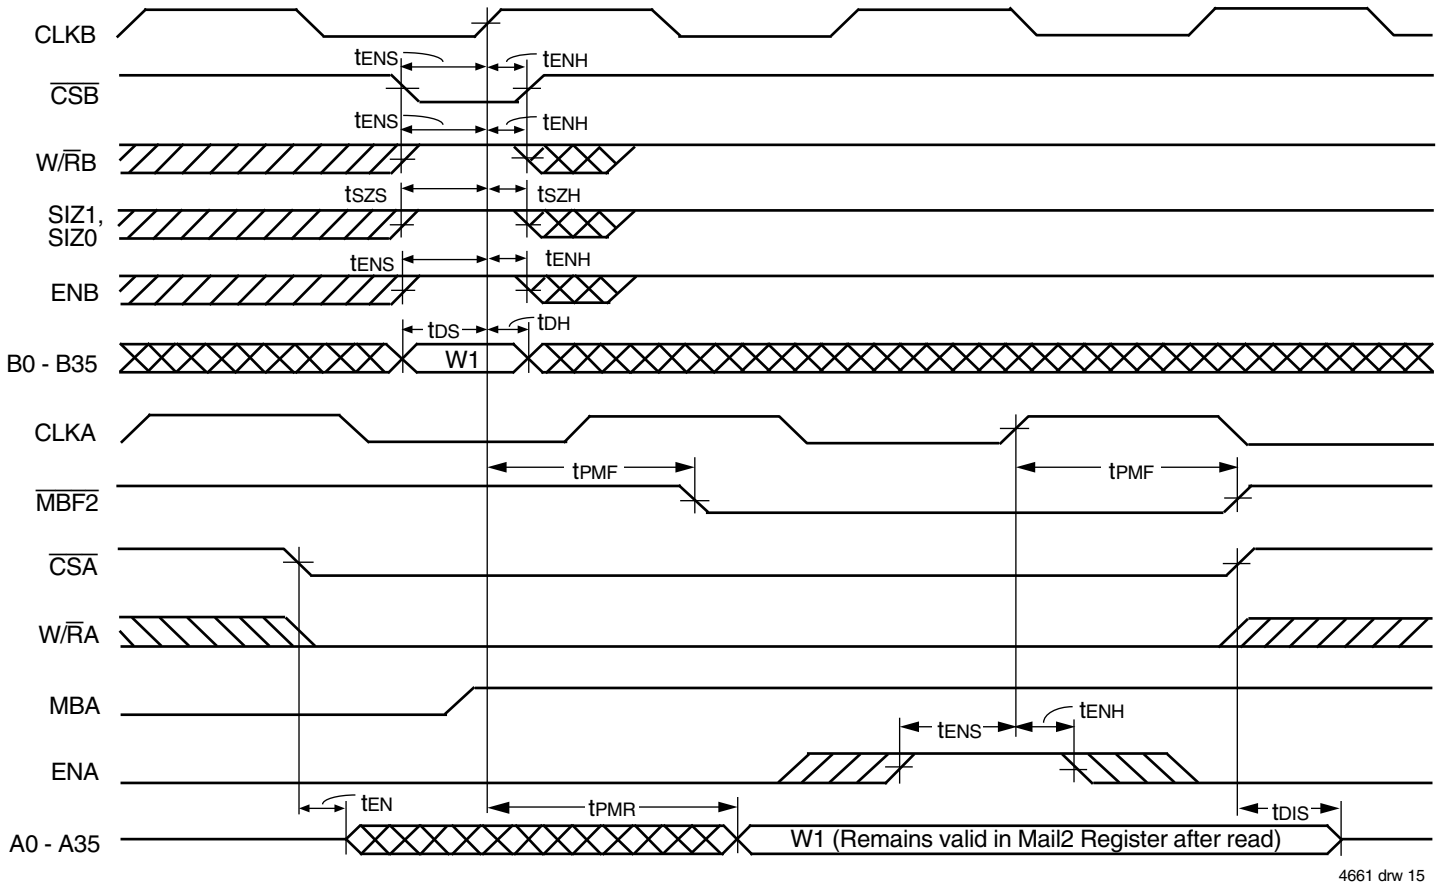 CLKB
tENS tENH
CSB
tENS tENH
W/RB
tSZS tSZH
SIZ1,
SIZ0
tENS tENH
ENB
tDS tDH
B0 - B35 W1
CLKA
tPMF tPMF
MBF2
CSA
W/RA
MBA
tENS tENH
ENA
tEN tPMR tDIS
A0 - A35 W1 (Remains valid in Mail2 Register after read)
4661 drw 15